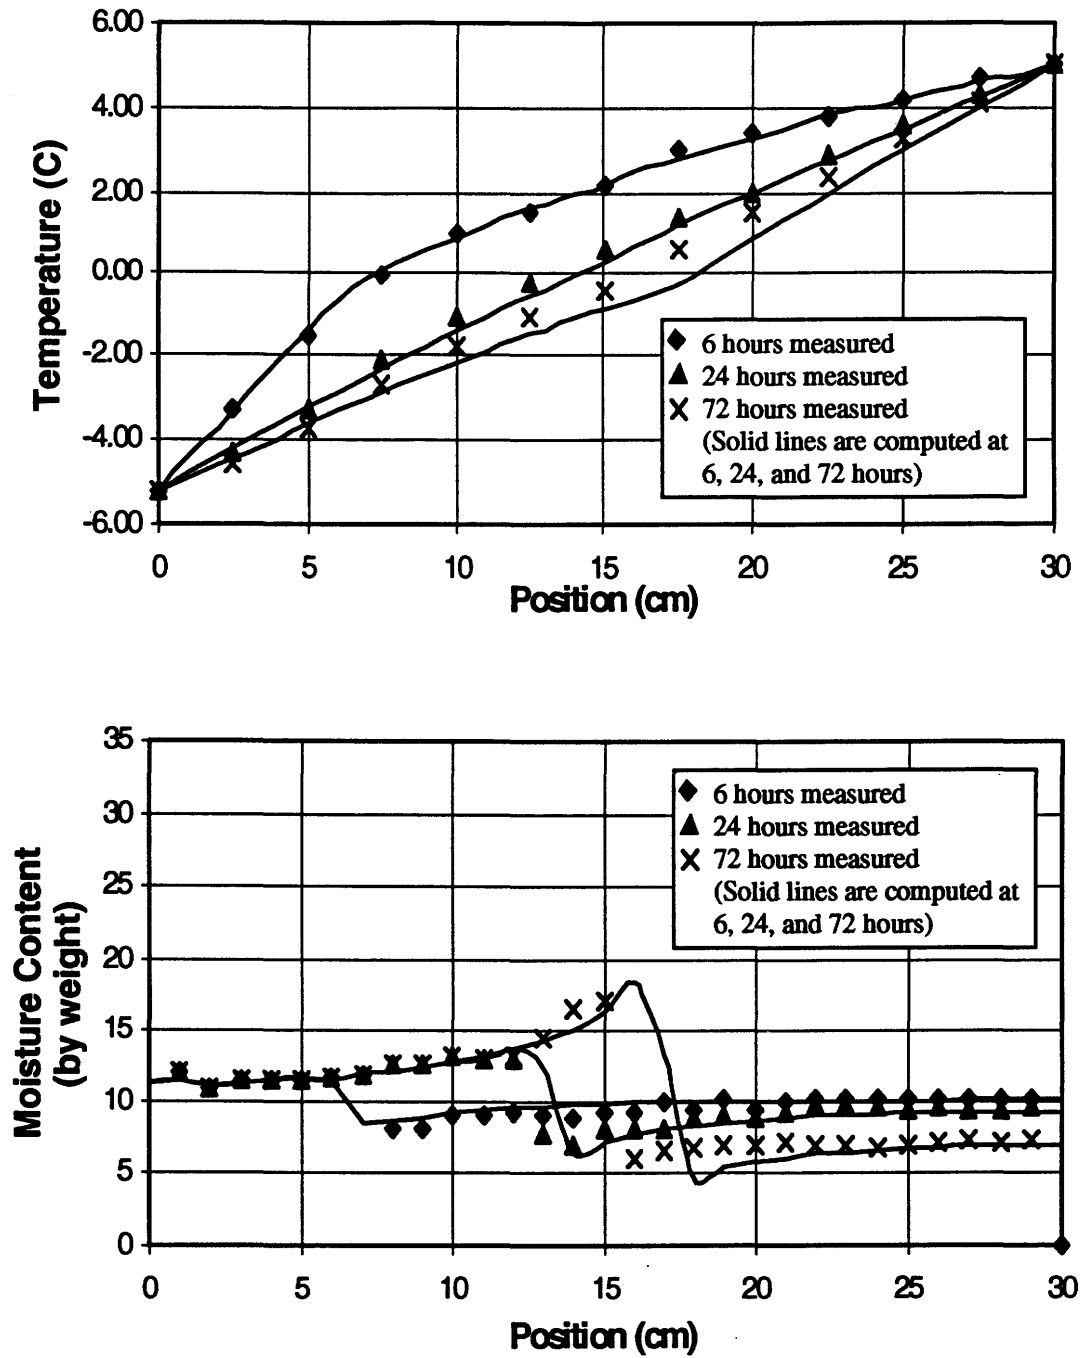 6.00
4.00
2.00
0.00
-2.00
-4.00
-6.00
Temperature (C)
6 hours measured
24 hours measured
72 hours measured
(Solid lines are computed at
6, 24, and 72 hours)
0 5 10 15 20 25 30
Position (cm)
35
30
25
20
15
10
5
0
Moisture Content
(by weight)
6 hours measured
24 hours measured
72 hours measured
(Solid lines are computed at
6, 24, and 72 hours)
0 5 10 15 20 25 30
Position (cm)